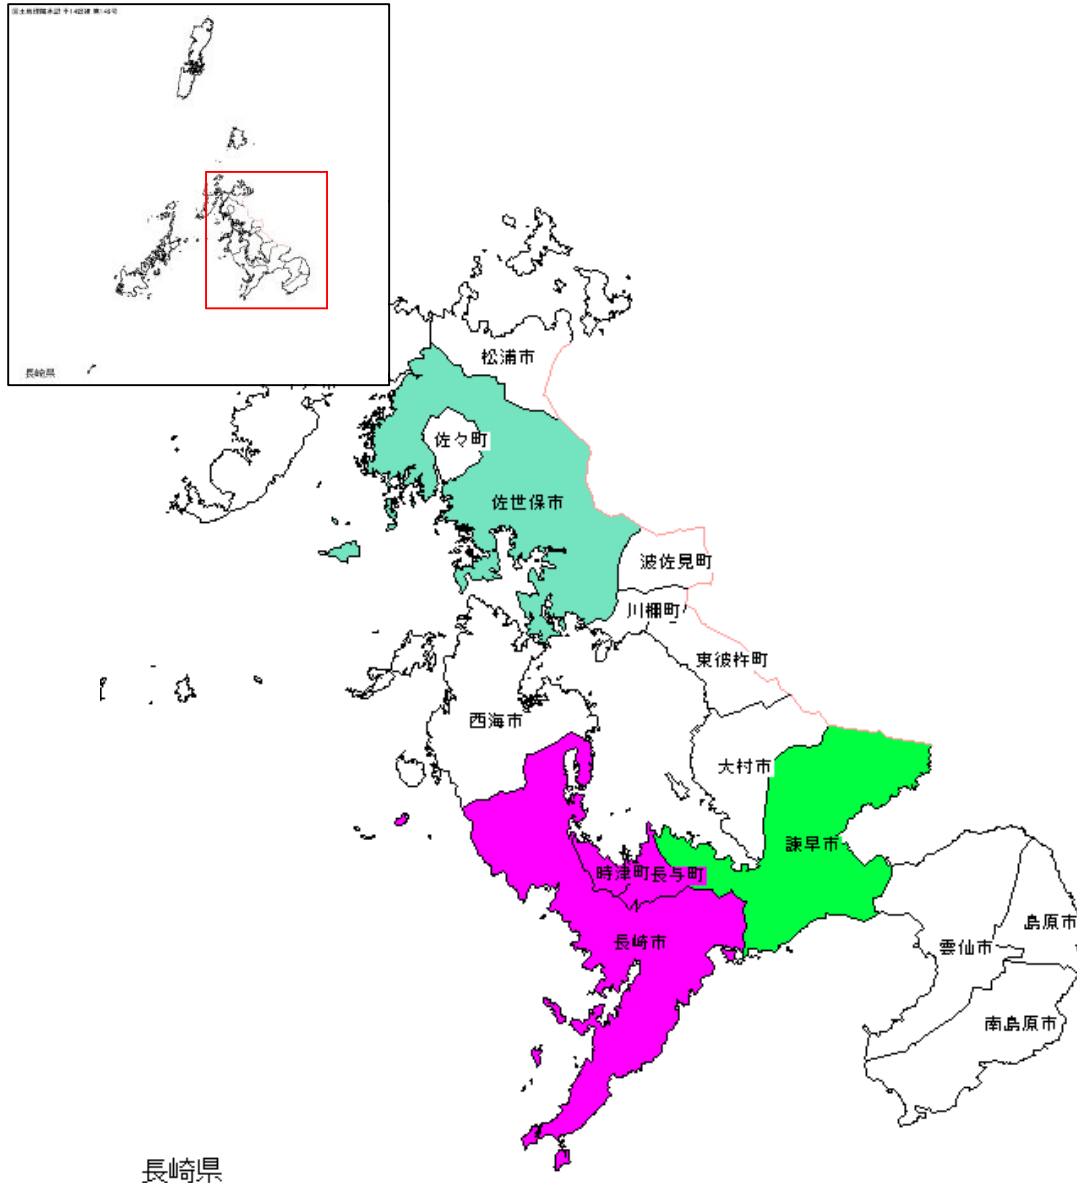 長崎県
松浦市
佐々町
佐世保市
波佐見町
川棚町
東彼杵町
西海市
大村市
諫早市
時津町
長与町
長崎市
島原市
雲仙市
南島原市
長崎県